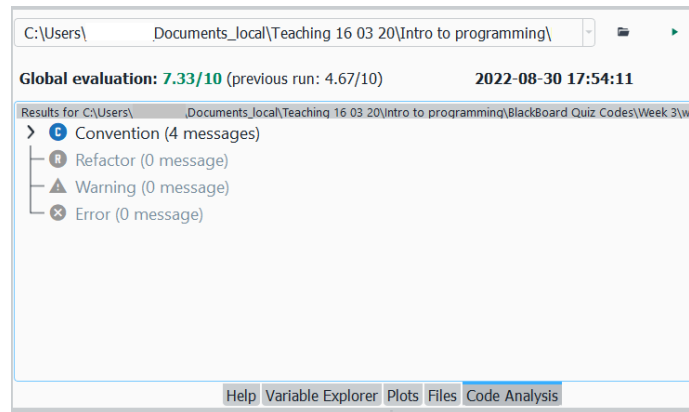 C:\Users\ ,Documents_local\Teaching 16 03 20\Intro to programming\
Global evaluation: 7.33/10 (previous run: 4.67/10) 2022-08-30 17:54:11
Results for C:\Users\ ,Documents_local\Teaching 16 03 20\Intro to programming\BlackBoard Quiz Codes\Week 3\w
C Convention (4 messages)
R Refactor (0 message)
Warning (0 message)
Error (0 message)
Help Variable Explorer Plots Files Code Analysis